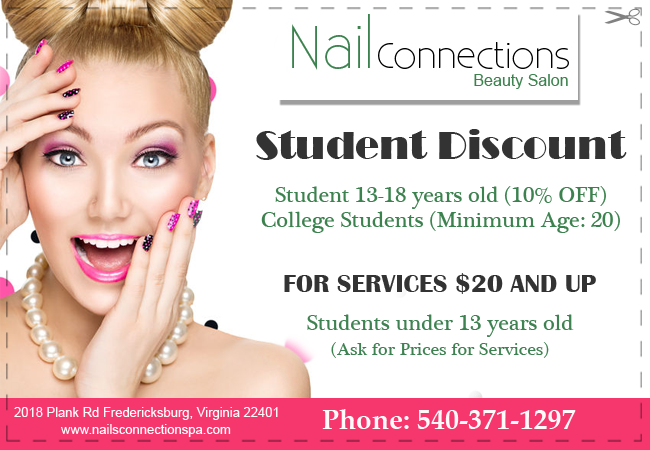 Nail Connections
Beauty Salon
Student Discount
Student 13-18 years old (10% OFF)
College Students (Minimum Age: 20)
FOR SERVICES $20 AND UP
Students under 13 years old
(Ask for Prices for Services)
2018 Plank Rd Fredericksburg, Virginia 22401
www.nailsconnectionspa.com
Phone: 540-371-1297